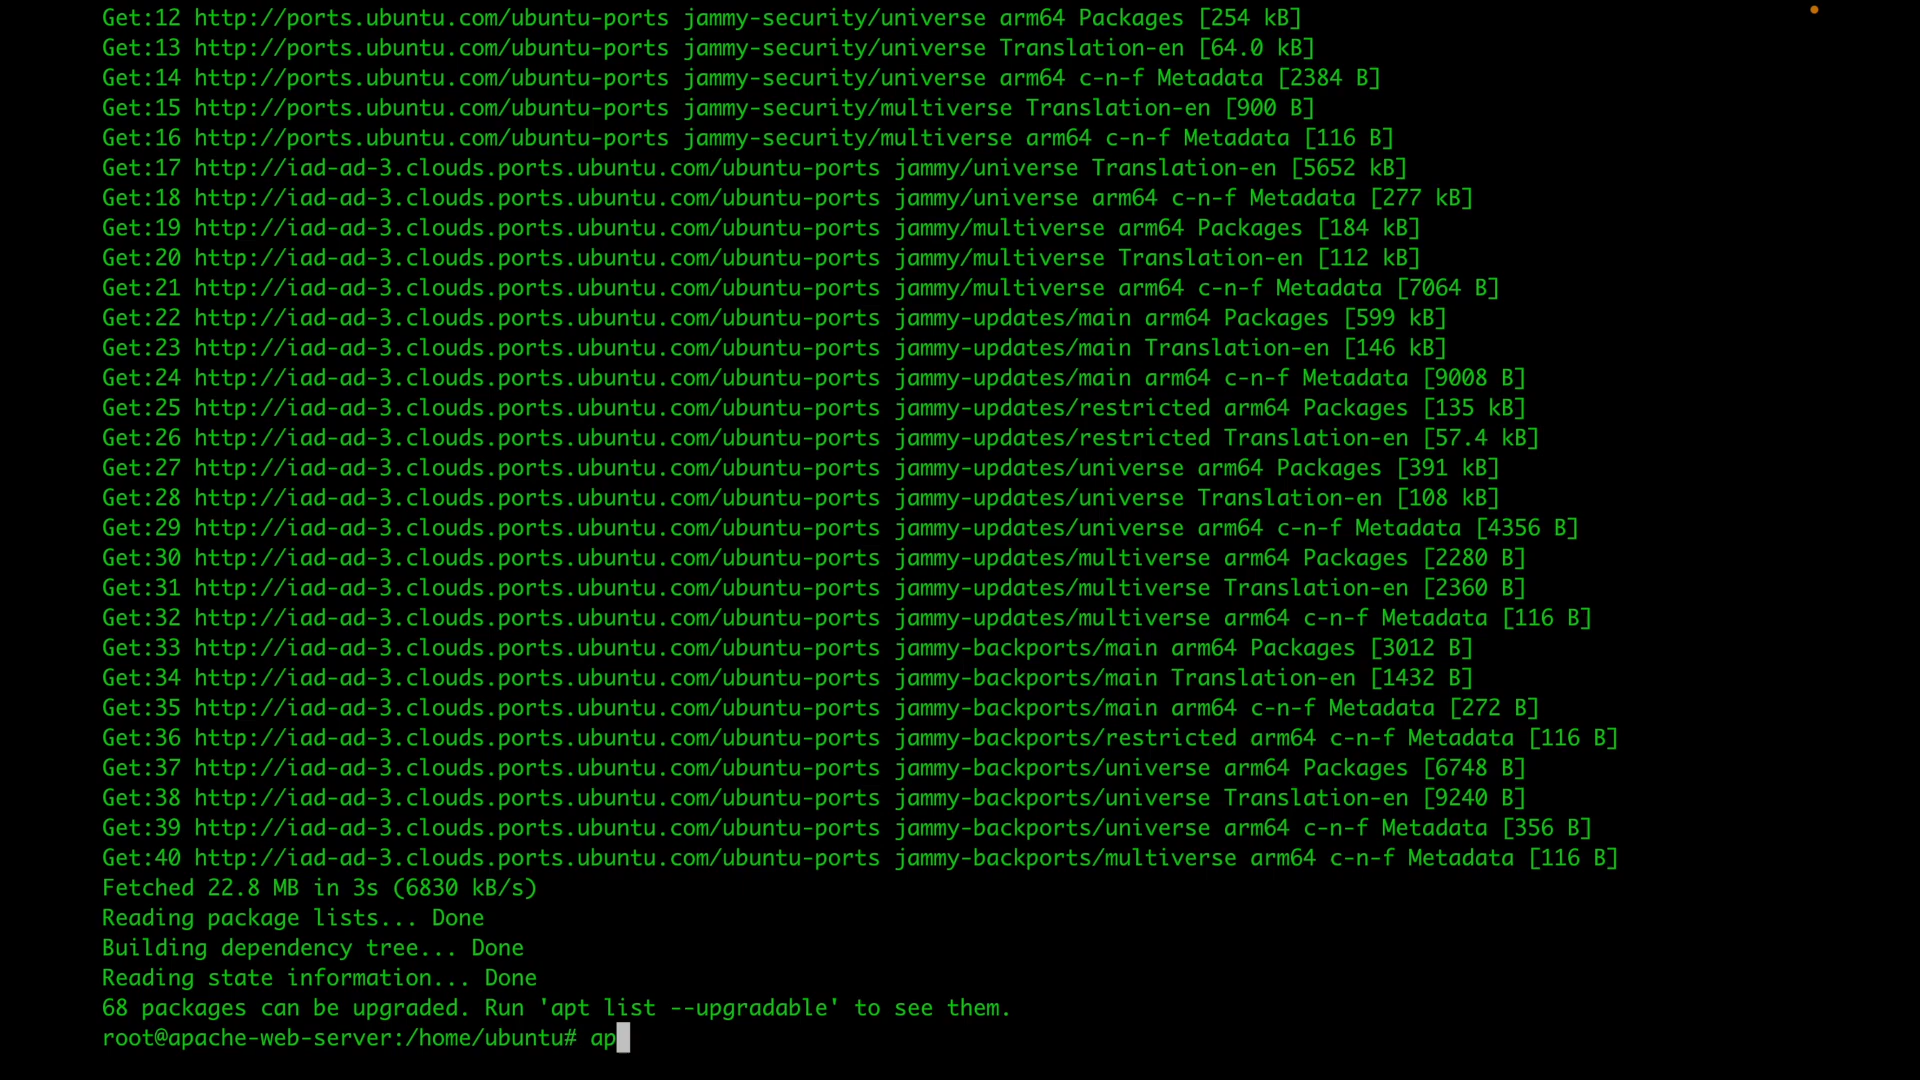 Get:12 http://ports.ubuntu.com/ubuntu-ports jammy-security/universe arm64 Packages [254 kB]
Get:13 http://ports.ubuntu.com/ubuntu-ports jammy-security/universe Translation-en [64.0 kB]
Get:14 http://ports.ubuntu.com/ubuntu-ports jammy-security/universe arm64 c-n-f Metadata [2384 B]
Get:15 http://ports.ubuntu.com/ubuntu-ports jammy-security/multiverse Translation-en [900 B]
Get:16 http://ports.ubuntu.com/ubuntu-ports jammy-security/multiverse arm64 c-n-f Metadata [116 B]
Get:17 http://iad-ad-3.clouds.ports.ubuntu.com/ubuntu-ports jammy/universe Translation-en [5652 kB]
Get:18 http://iad-ad-3.clouds.ports.ubuntu.com/ubuntu-ports jammy/universe arm64 c-n-f Metadata [277 kB]
Get:19 http://iad-ad-3.clouds.ports.ubuntu.com/ubuntu-ports jammy/multiverse arm64 Packages [184 kB]
Get:20 http://iad-ad-3.clouds.ports.ubuntu.com/ubuntu-ports jammy/multiverse Translation-en [112 kB]
Get:21 http://iad-ad-3.clouds.ports.ubuntu.com/ubuntu-ports jammy/multiverse arm64 c-n-f Metadata [7064 B]
Get:22 http://iad-ad-3.clouds.ports.ubuntu.com/ubuntu-ports jammy-updates/main arm64 Packages [599 kB]
Get:23 http://iad-ad-3.clouds.ports.ubuntu.com/ubuntu-ports jammy-updates/main Translation-en [146 kB]
Get:24 http://iad-ad-3.clouds.ports.ubuntu.com/ubuntu-ports jammy-updates/main arm64 c-n-f Metadata [9008 B]
Get:25 http://iad-ad-3.clouds.ports.ubuntu.com/ubuntu-ports jammy-updates/restricted arm64 Packages [135 kB]
Get:26 http://iad-ad-3.clouds.ports.ubuntu.com/ubuntu-ports jammy-updates/restricted Translation-en [57.4 kB]
Get:27 http://iad-ad-3.clouds.ports.ubuntu.com/ubuntu-ports jammy-updates/universe arm64 Packages [391 kB]
Get:28 http://iad-ad-3.clouds.ports.ubuntu.com/ubuntu-ports jammy-updates/universe Translation-en [108 kB]
Get:29 http://iad-ad-3.clouds.ports.ubuntu.com/ubuntu-ports jammy-updates/universe arm64 c-n-f Metadata [4356 B]
Get:30 http://iad-ad-3.clouds.ports.ubuntu.com/ubuntu-ports jammy-updates/multiverse arm64 Packages [2280 B]
Get:31 http://iad-ad-3.clouds.ports.ubuntu.com/ubuntu-ports jammy-updates/multiverse Translation-en [2360 B]
Get:32 http://iad-ad-3.clouds.ports.ubuntu.com/ubuntu-ports jammy-updates/multiverse arm64 c-n-f Metadata [116 B]
Get:33 http://iad-ad-3.clouds.ports.ubuntu.com/ubuntu-ports jammy-backports/main arm64 Packages [3012 B]
Get:34 http://iad-ad-3.clouds.ports.ubuntu.com/ubuntu-ports jammy-backports/main Translation-en [1432 B]
Get:35 http://iad-ad-3.clouds.ports.ubuntu.com/ubuntu-ports jammy-backports/main arm64 c-n-f Metadata [272 B]
Get:36 http://iad-ad-3.clouds.ports.ubuntu.com/ubuntu-ports jammy-backports/restricted arm64 c-n-f Metadata [116 B]
Get:37 http://iad-ad-3.clouds.ports.ubuntu.com/ubuntu-ports jammy-backports/universe arm64 Packages [6748 B]
Get:38 http://iad-ad-3.clouds.ports.ubuntu.com/ubuntu-ports jammy-backports/universe Translation-en [9240 B]
Get:39 http://iad-ad-3.clouds.ports.ubuntu.com/ubuntu-ports jammy-backports/universe arm64 c-n-f Metadata [356 B]
Get:40 http://iad-ad-3.clouds.ports.ubuntu.com/ubuntu-ports jammy-backports/multiverse arm64 c-n-f Metadata [116 B]
Fetched 22.8 MB in 3s (6830 kB/s)
Reading package lists... Done
Building dependency tree... Done
Reading state information... Done
68 packages can be upgraded. Run 'apt list --upgradable' to see them.
root@apache-web-server:/home/ubuntu# ap